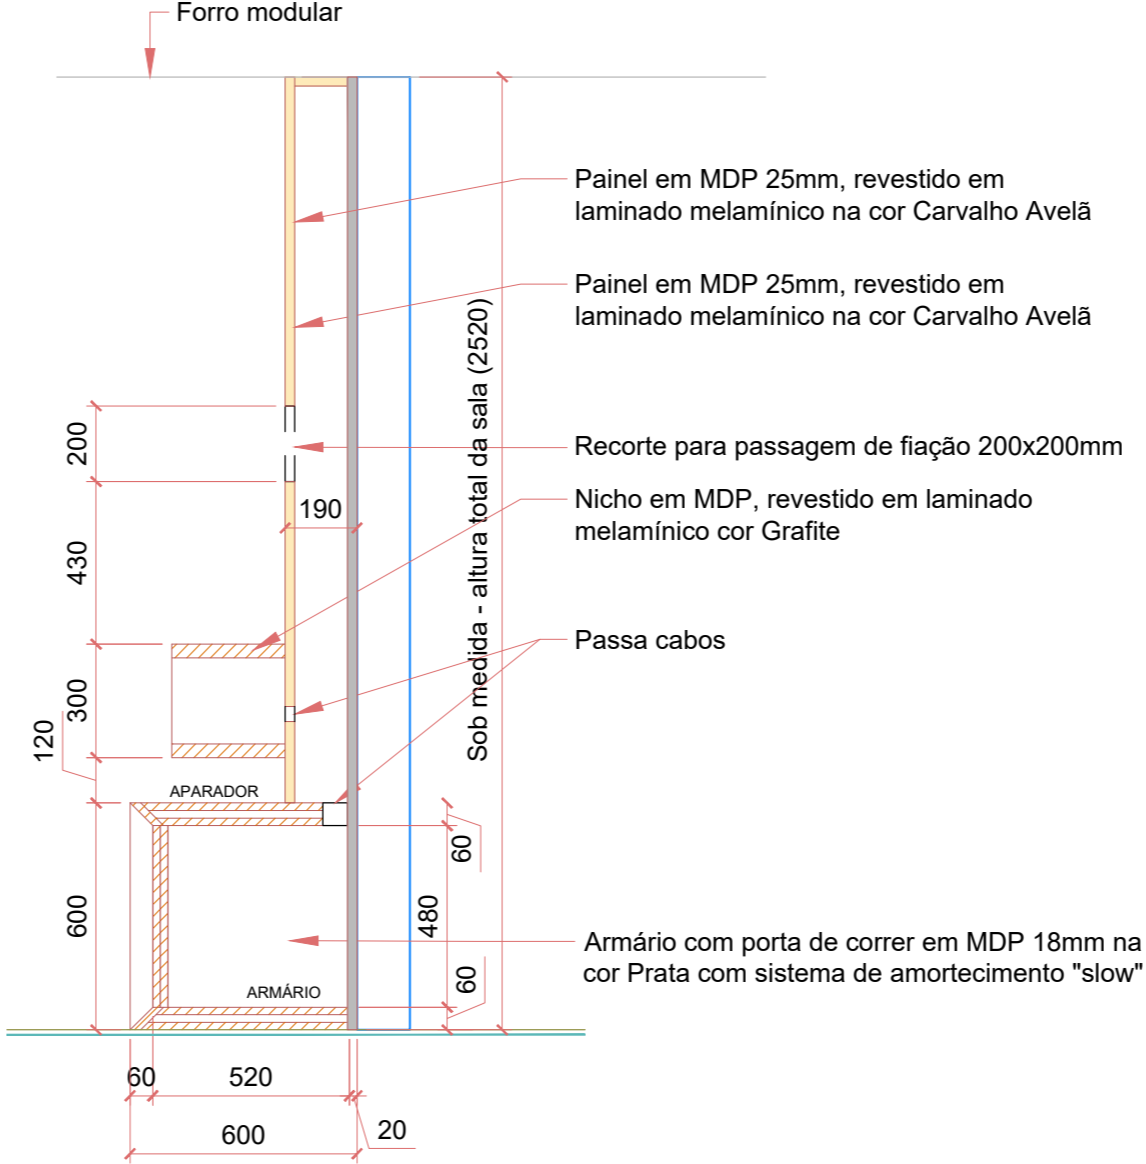 Forro modular
Painel em MDP 25mm, revestido em
laminado melamínico na cor Carvalho Avelã
Painel em MDP 25mm, revestido em
laminado melamínico na cor Carvalho Avelã
Sob medida - altura total da sala (2520)
200
Recorte para passagem de fiação 200x200mm
190
Nicho em MDP, revestido em laminado
melamínico cor Grafite
430
Passa cabos
300
120
APARADOR
60
600
480
Armário com porta de correr em MDP 18mm na
cor Prata com sistema de amortecimento "slow"
60
ARMÁRIO
60
520
20
600